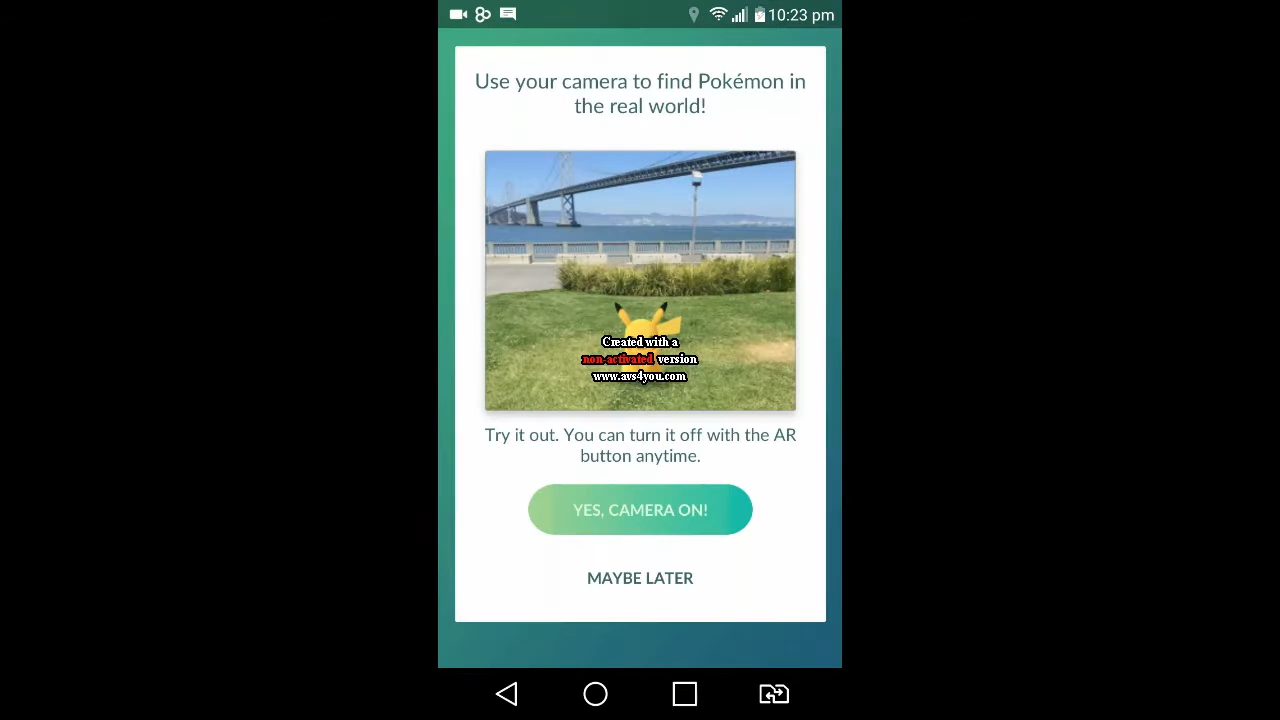 10:23 pm
Use your camera to find Pokémon in
the real world!
Created with a
non-activated version
www.avs4you.com
Try it out. You can turn it off with the AR
button anytime.
YES, CAMERA ON!
MAYBE LATER